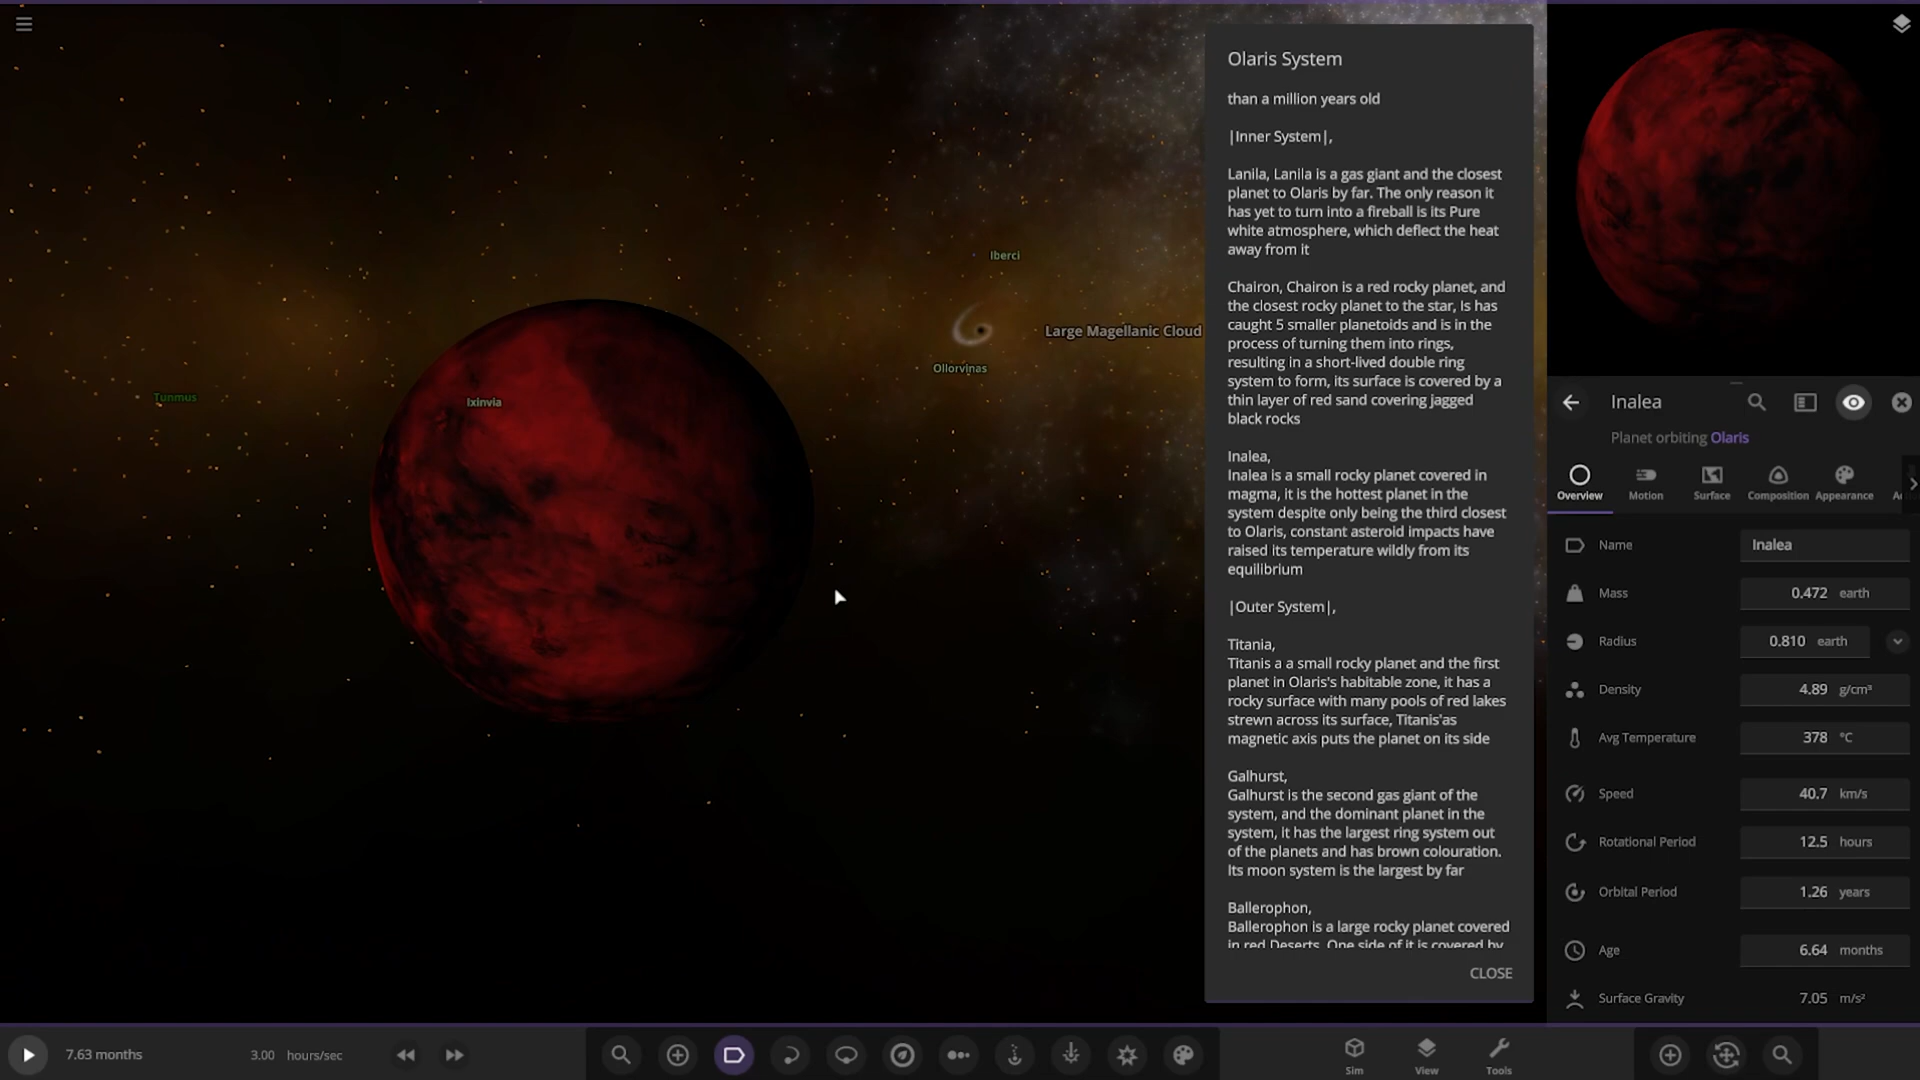 Olaris System
than a million years old
|Inner System|,
Lanila, Lanila is a gas giant and the closest
planet to Olaris by far. The only reason it
has yet to turn into a fireball is its Pure
white atmosphere, which deflect the heat
away from it
Chairon, Chairon is a red rocky planet, and
the closest rocky planet to the star, is has
caught 5 smaller planetoids and is in the
process of turning them into rings,
resulting in a short-lived double ring
system to form, its surface is covered by a
thin layer of red sand covering jagged
black rocks
Inalea,
Inalea is a small rocky planet covered in
magma, it is the hottest planet in the
system despite only being the third closest
to Olaris, constant asteroid impacts have
raised its temperature wildly from its
equilibrium
|Outer System|,
Titania,
Titanis a a small rocky planet and the first
planet in Olaris's habitable zone, it has a
rocky surface with many pools of red lakes
strewn across its surface, Titanis'as
magnetic axis puts the planet on its side
Galhurst,
Galhurst is the second gas giant of the
system, and the dominant planet in the
system, it has the largest ring system out
of the planets and has brown colouration.
Its moon system is the largest by far
Ballerophon,
Ballerophon is a large rocky planet covered
in red Deserts. One side of it is covered by
CLOSE
Iberci
Large Magellanic Cloud
Ollorvinas
Tunmus
Ixinvia
Inalea
Planet orbiting Olaris
Overview Motion Surface Composition Appearance
Name Inalea
Mass 0.472 earth
Radius 0.810 earth
Density 4.89 g/cm³
Avg Temperature 378 °C
Speed 40.7 km/s
Rotational Period 12.5 hours
Orbital Period 1.26 years
Age 6.64 months
Surface Gravity 7.05 m/s²
7.63 months 3.00 hours/sec
Sim View Tools